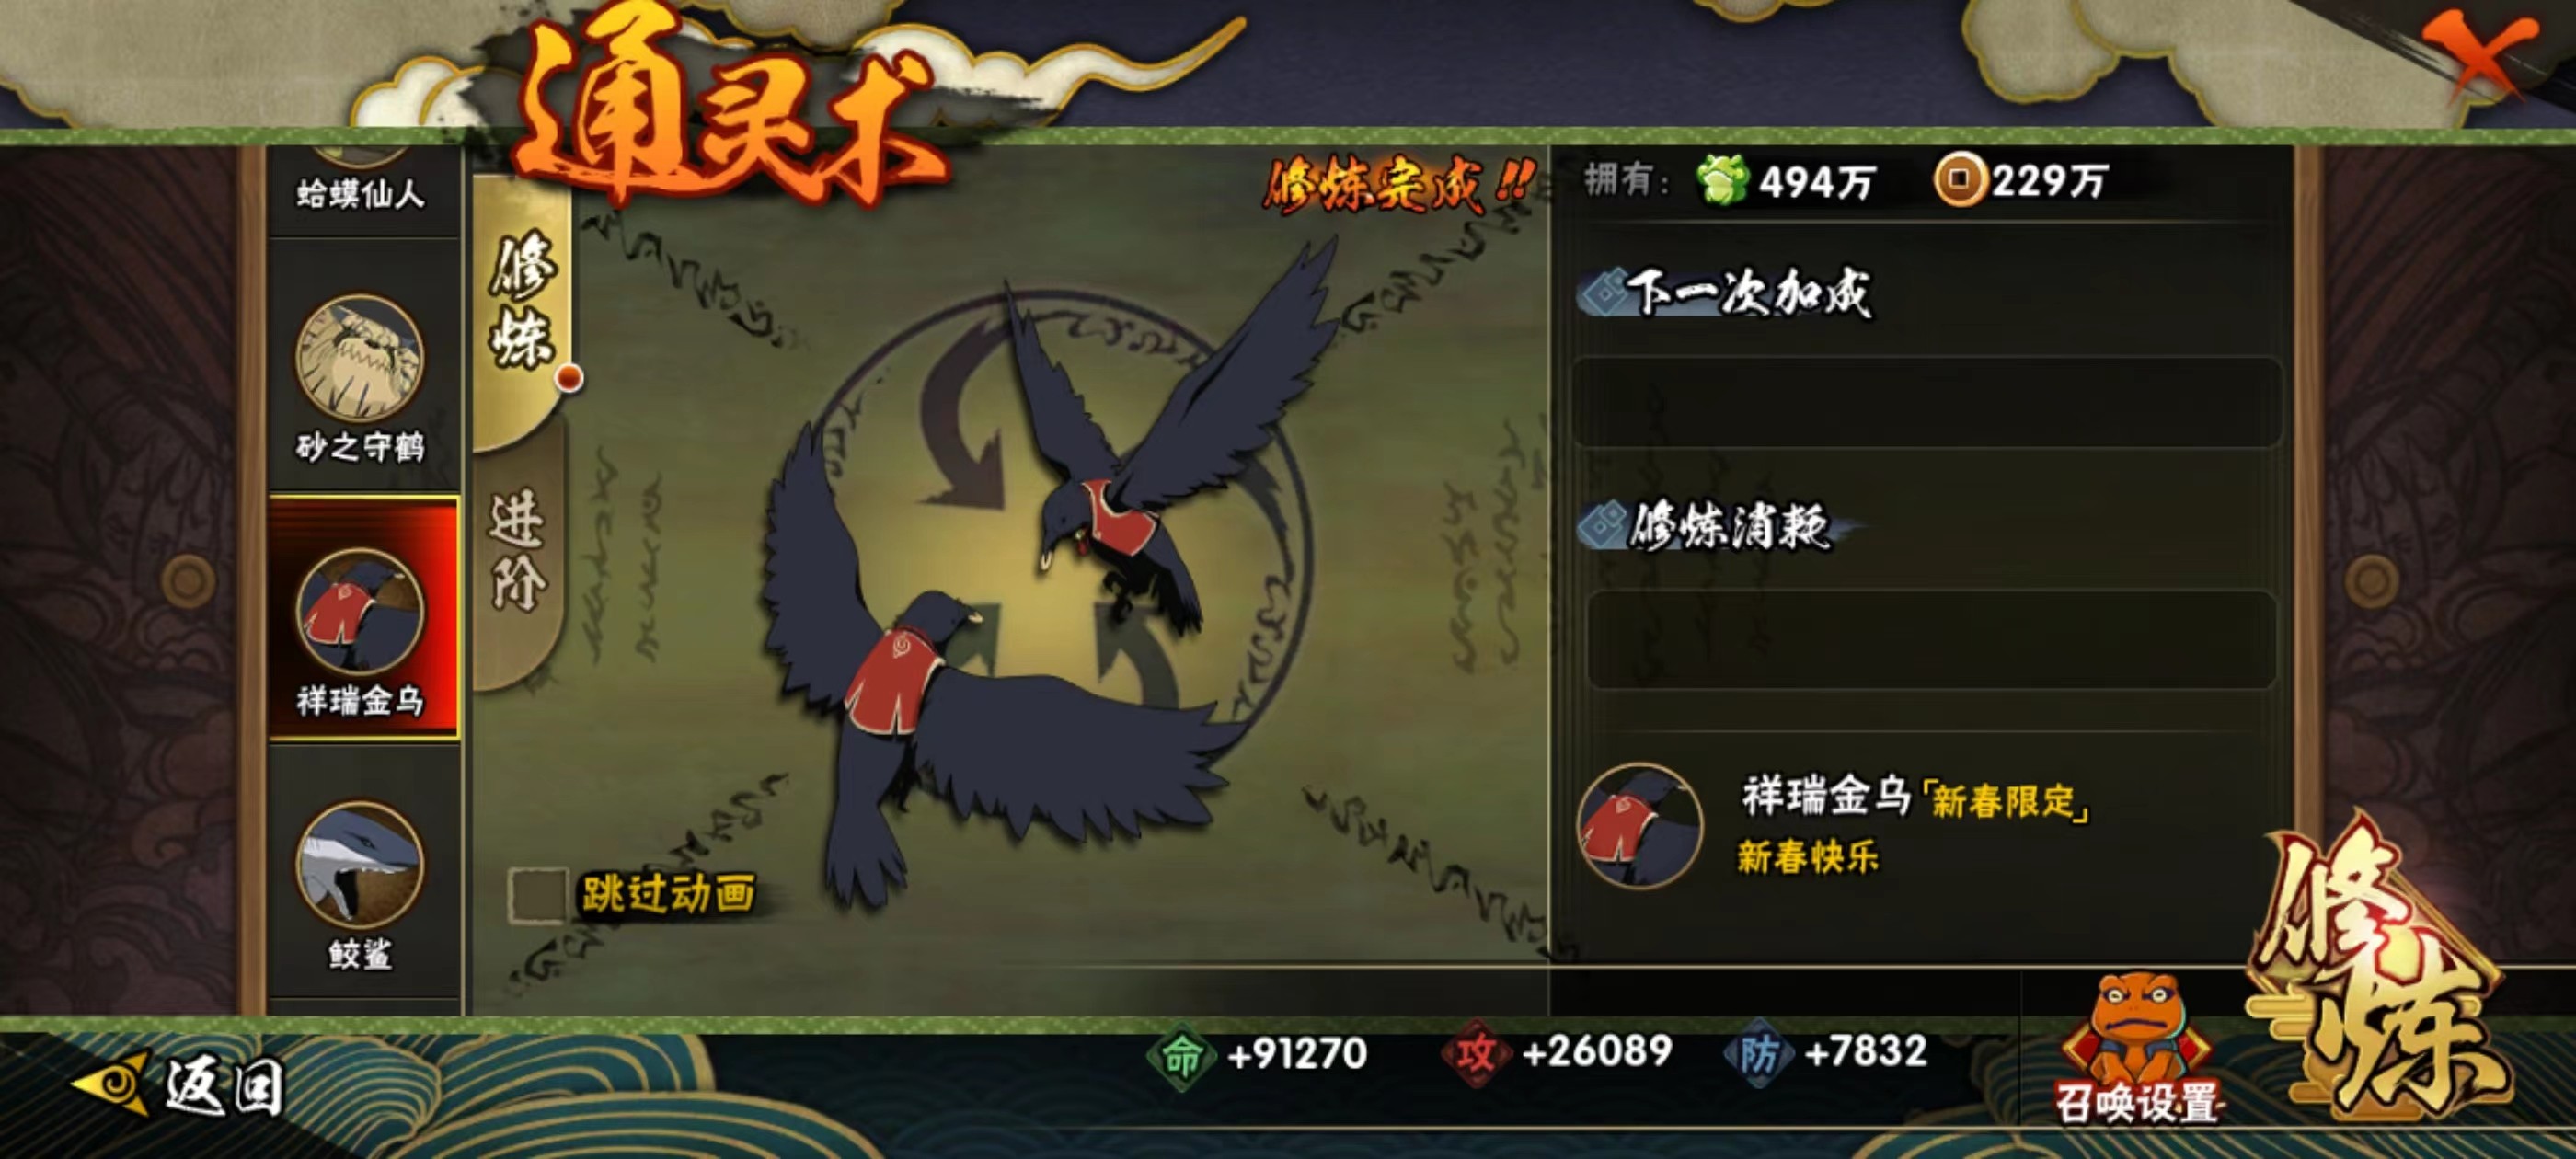 通灵术
蛤蟆仙人
砂之守鹤
祥瑞金乌
鲛鲨
修炼
进阶
修炼完成!!
跳过动画
拥有： 494万 229万
下一次加成
修炼消耗
祥瑞金乌「新春限定」
新春快乐
返回
命 +91270 攻 +26089 防 +7832
召唤设置
修炼